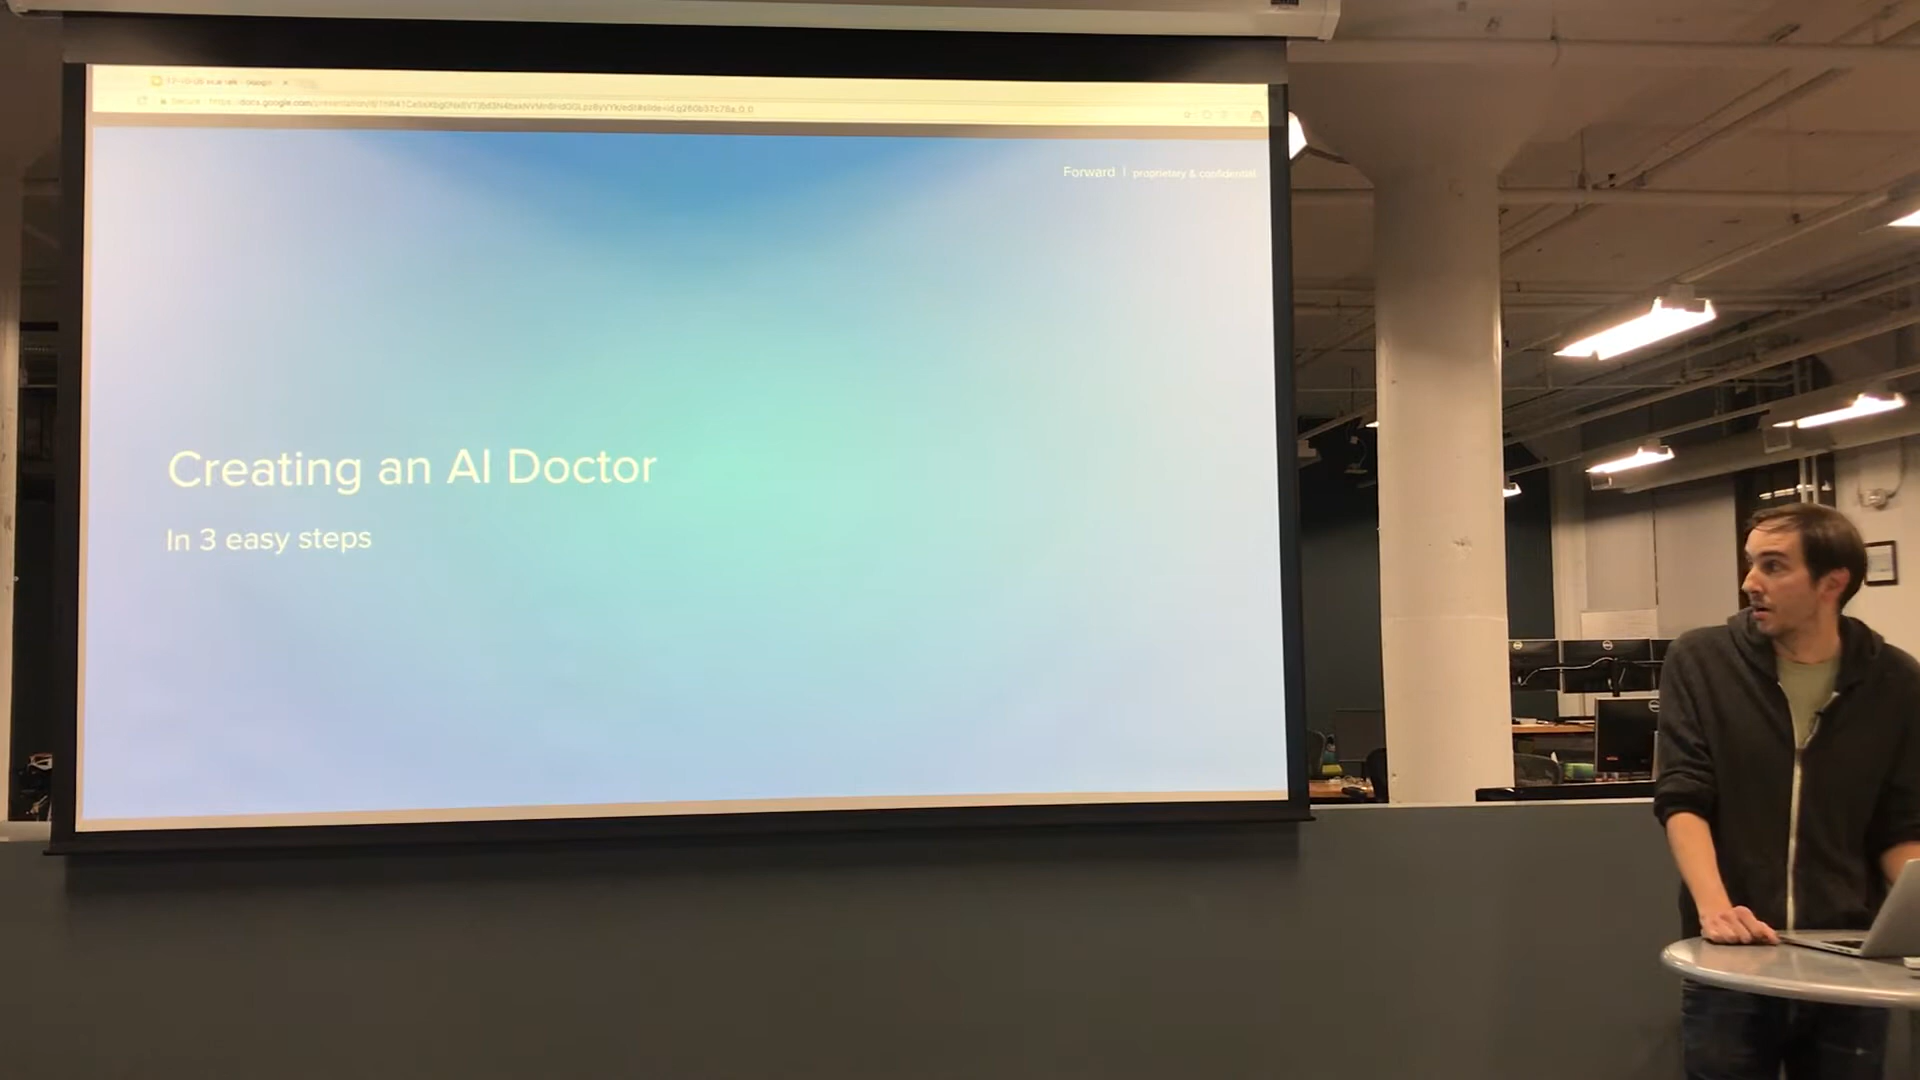 Forward | proprietary & confidential
Creating an AI Doctor
In 3 easy steps